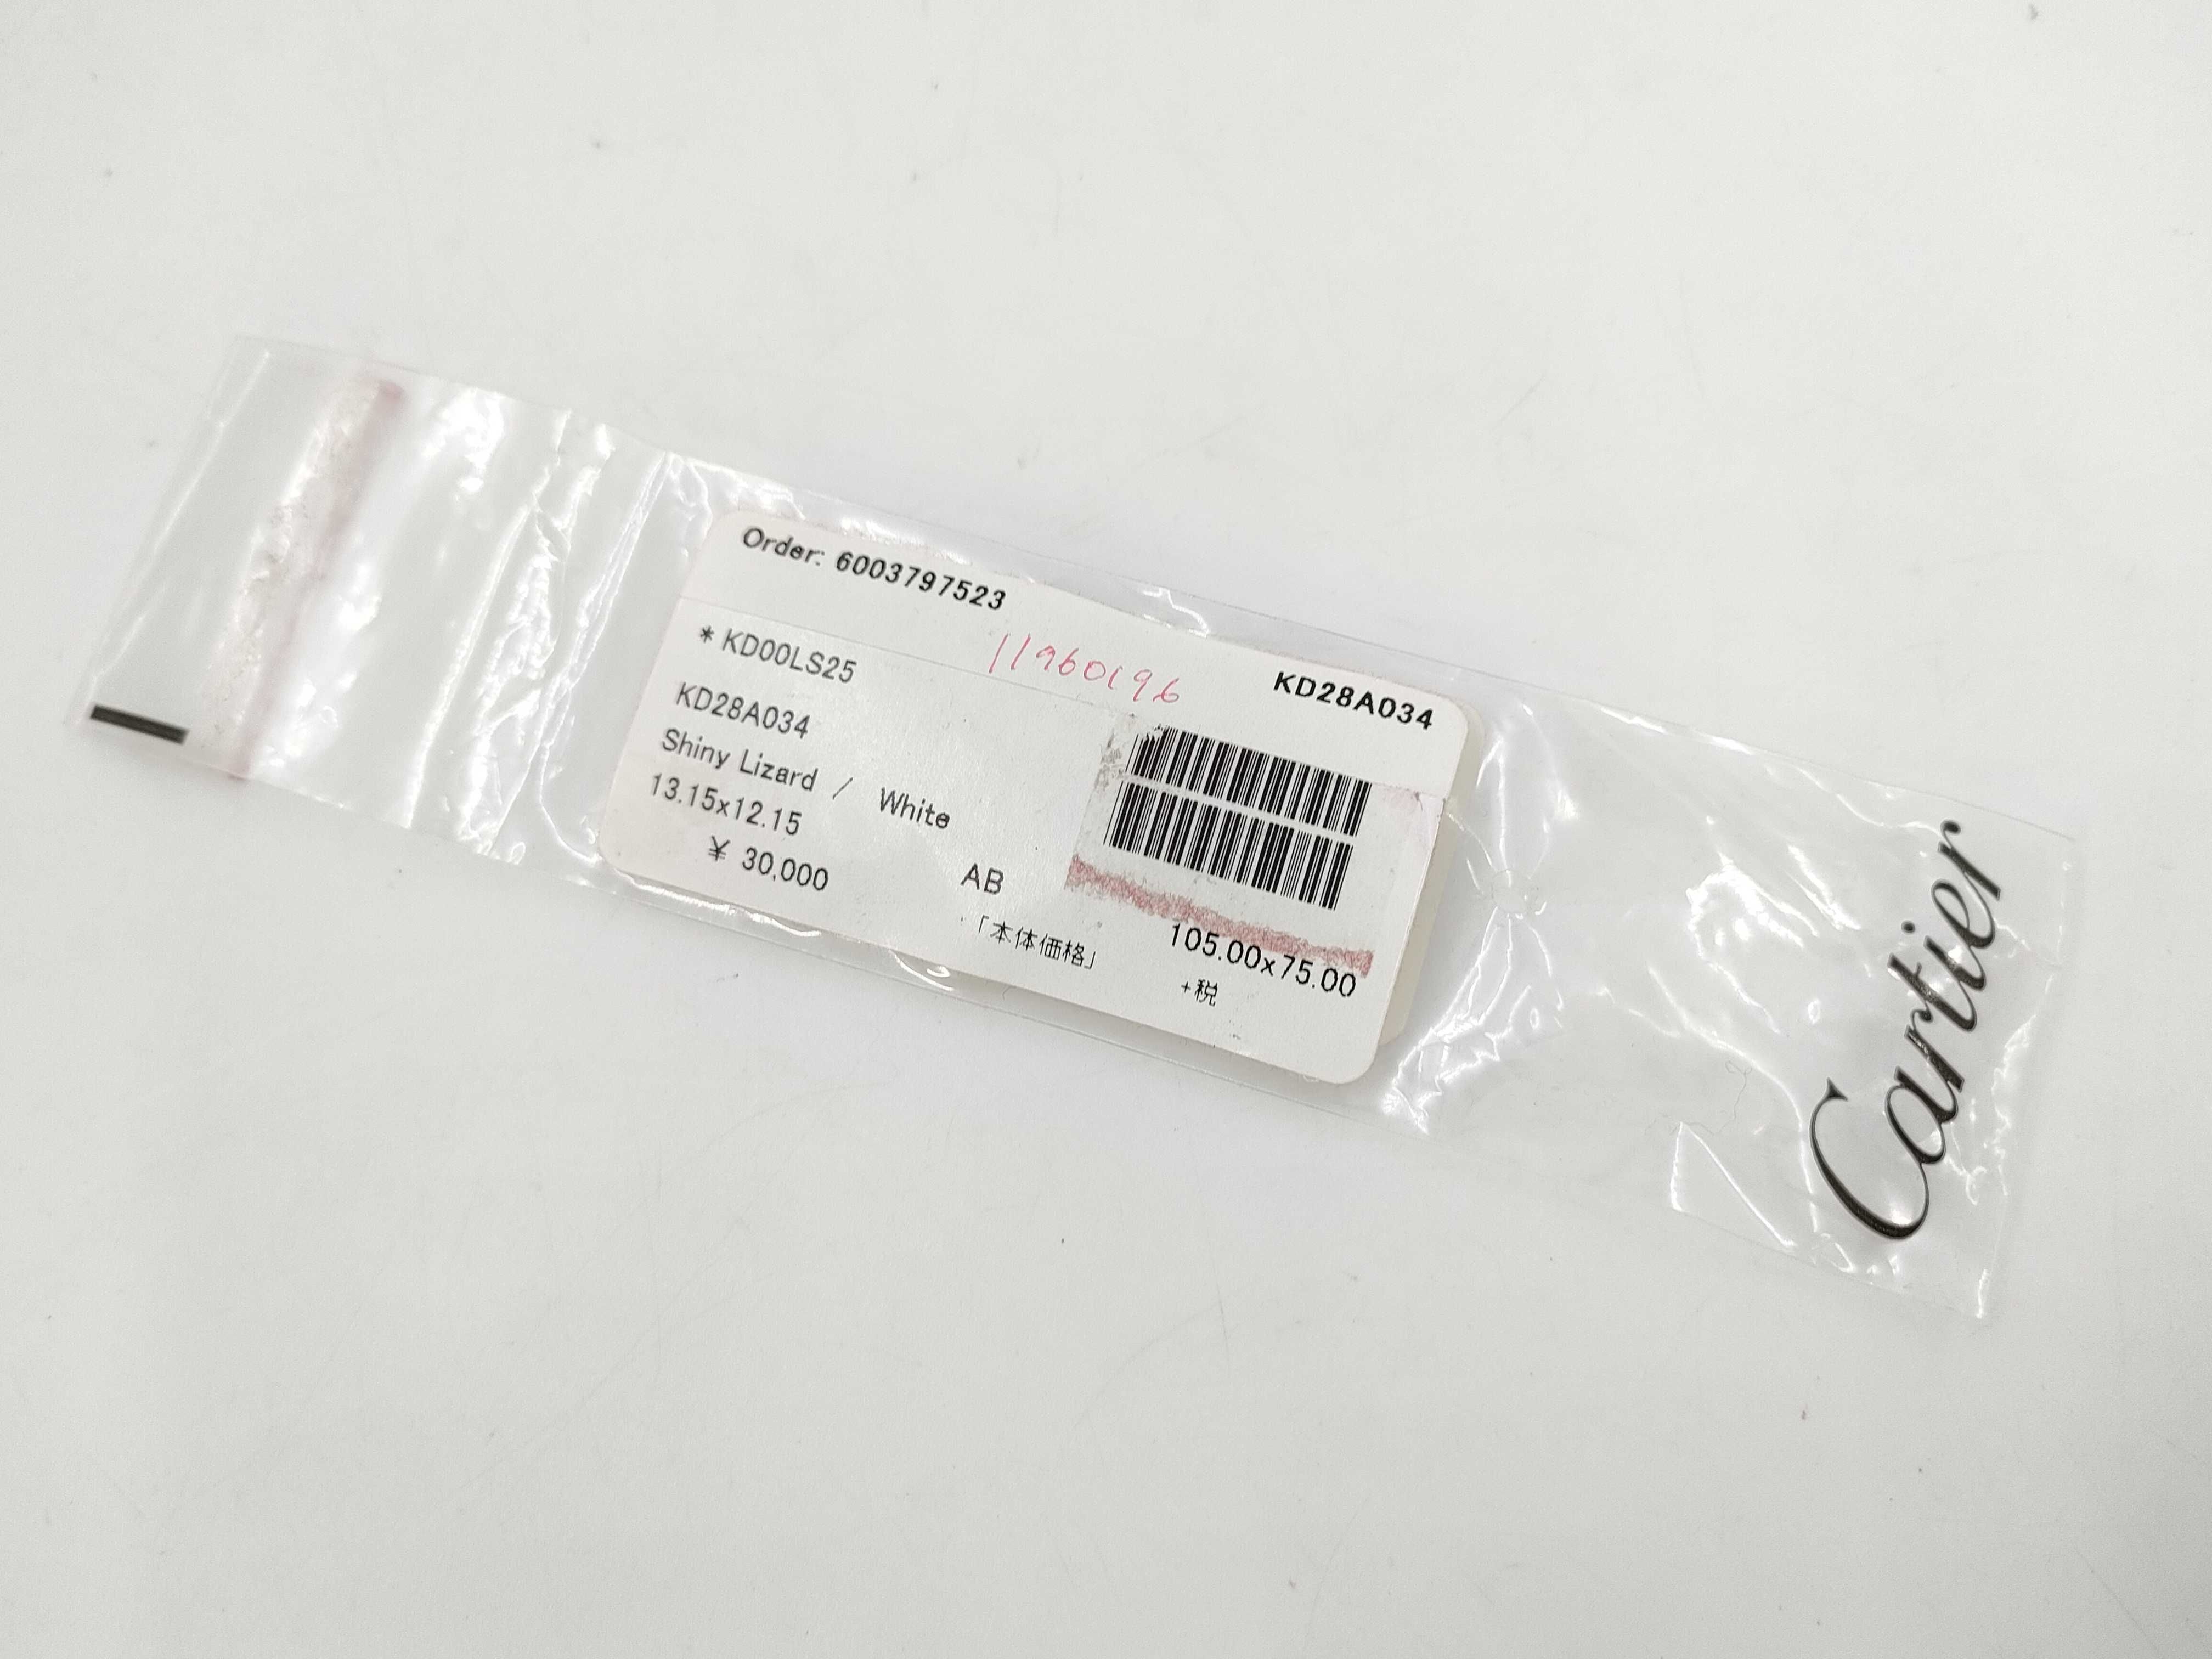 Order: 6003797523
11960196
KD28A034
* KD00LS25
KD28A034
Shiny Lizard / White
13.15x12.15
AB
105.00x75.00
¥ 30,000
「本体価格」
+税
Cartier